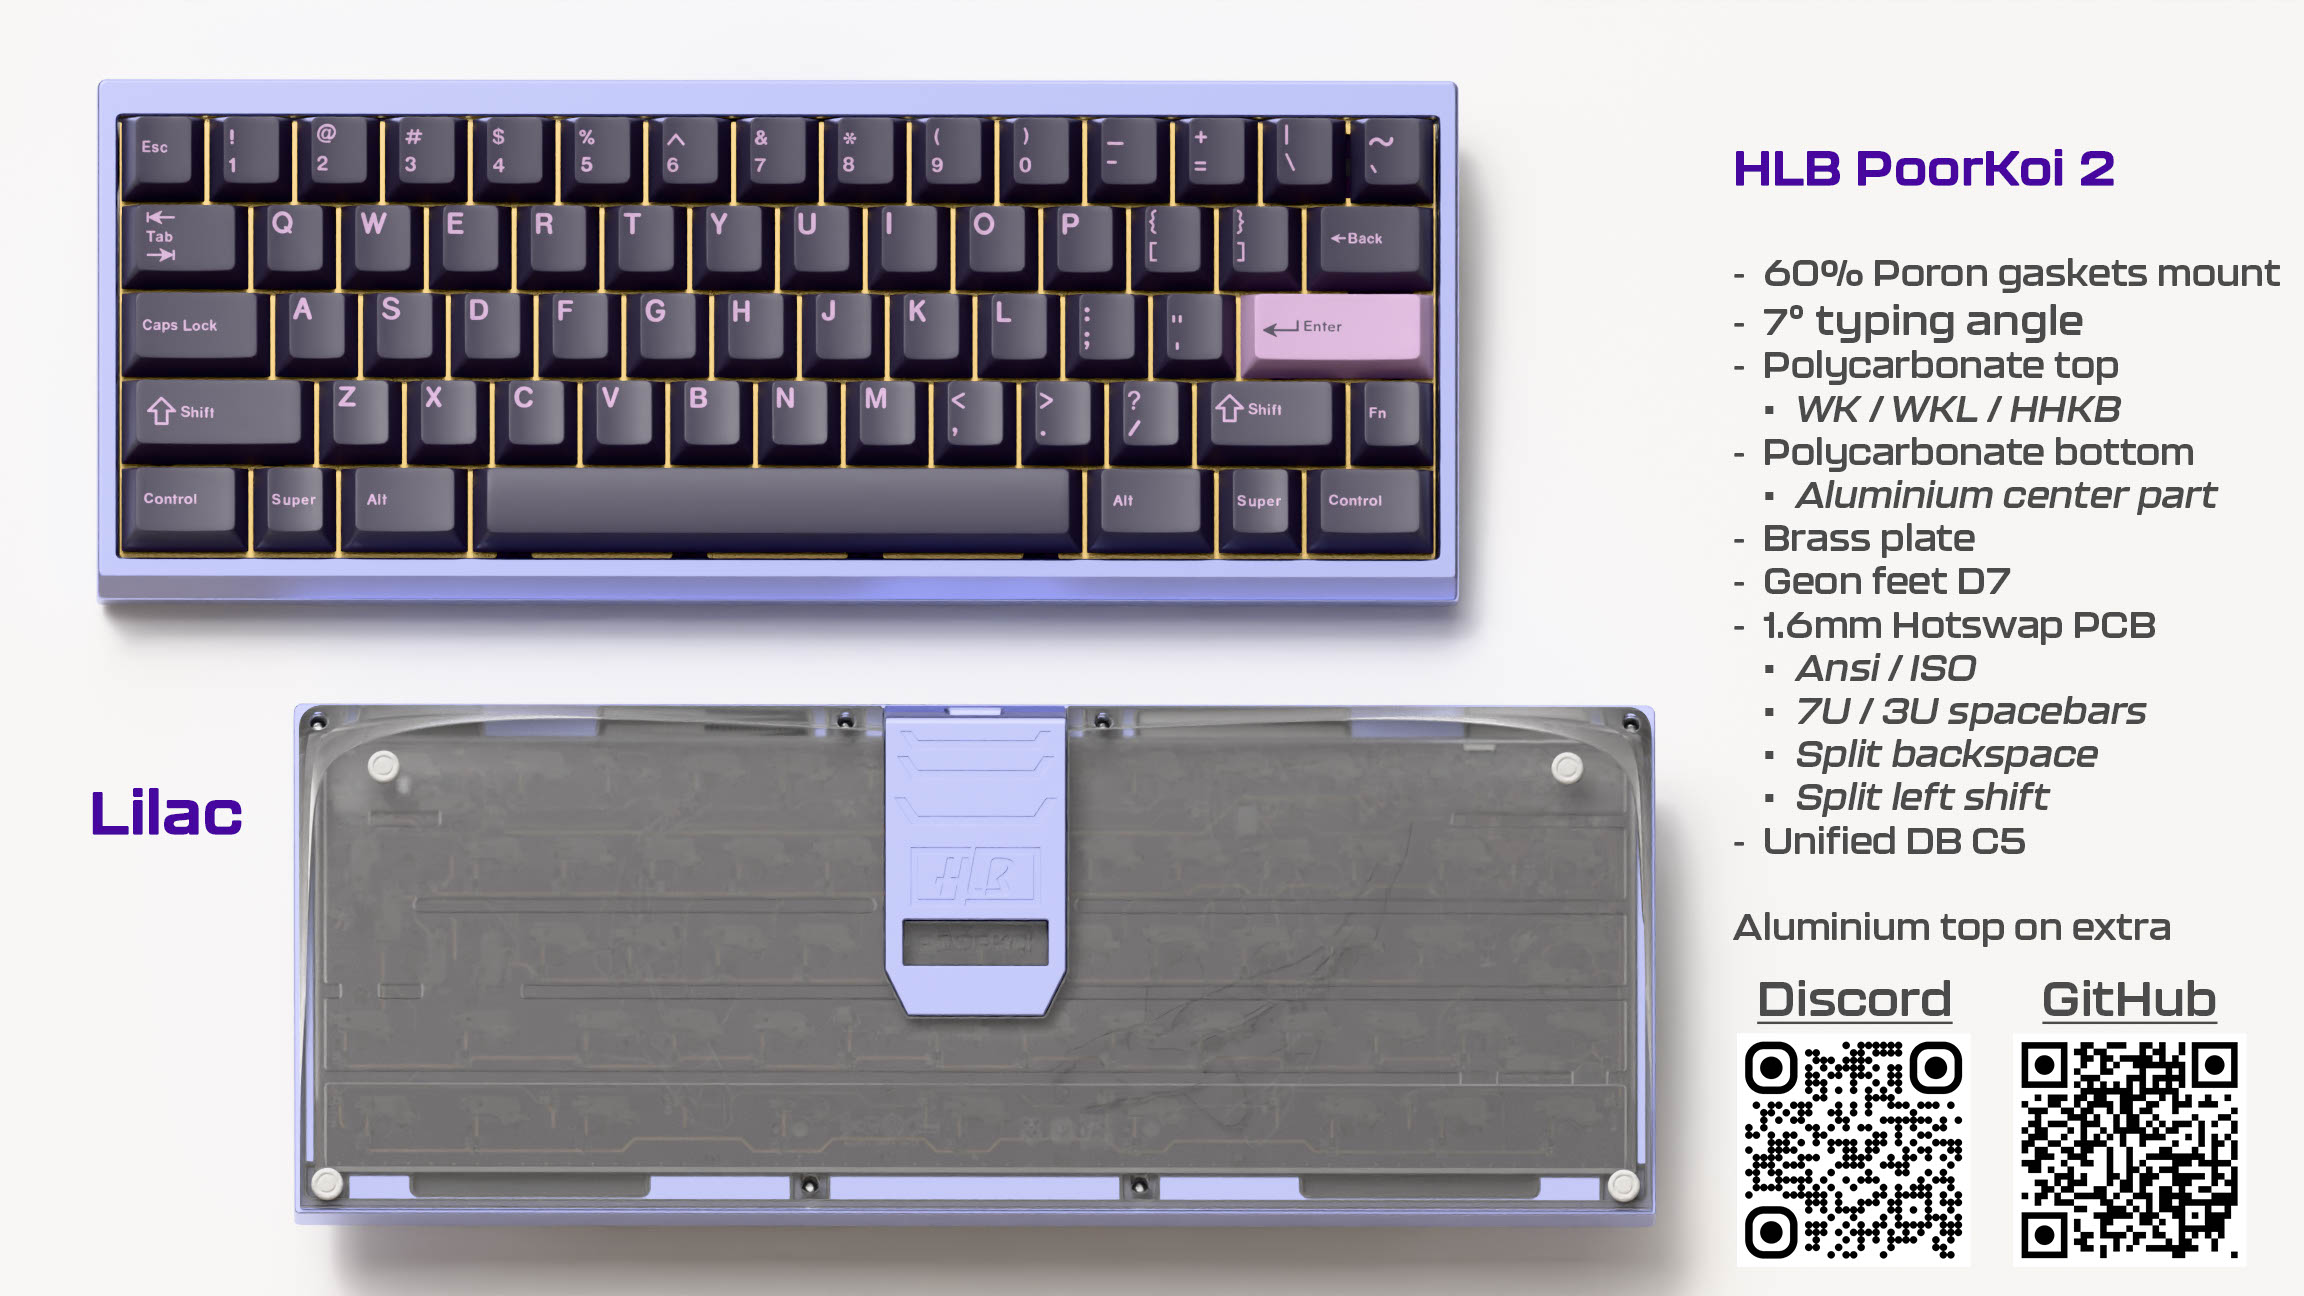 Esc ! 1 @ 2 # 3 $ 4 % 5 ^ 6 & 7 * 8 ( 9 ) 0 _ - + = | \ ~ `
Tab Q W E R T Y U I O P { [ } ] ←Back
Caps Lock A S D F G H J K L : ; " ' Enter
Shift Z X C V B N M < , > . ? / Shift Fn
Control Super Alt Alt Super Control
HLB PoorKoi 2
- 60% Poron gaskets mount
- 7° typing angle
- Polycarbonate top
▪ WK / WKL / HHKB
- Polycarbonate bottom
▪ Aluminium center part
- Brass plate
- Geon feet D7
- 1.6mm Hotswap PCB
▪ Ansi / ISO
▪ 7U / 3U spacebars
▪ Split backspace
▪ Split left shift
- Unified DB C5
Aluminium top on extra
Discord GitHub
Lilac
HLB